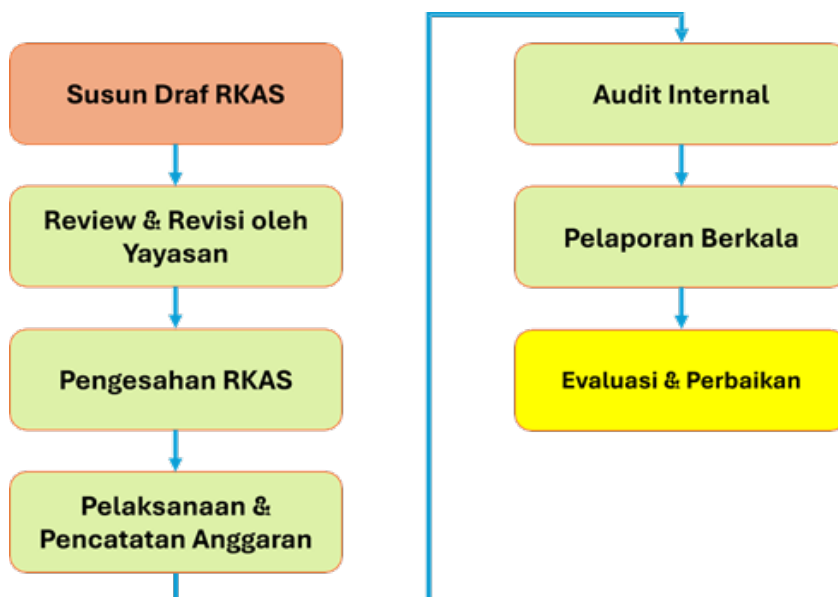 Susun Draf RKAS
Review & Revisi oleh
Yayasan
Pengesahan RKAS
Pelaksanaan &
Pencatatan Anggaran
Audit Internal
Pelaporan Berkala
Evaluasi & Perbaikan